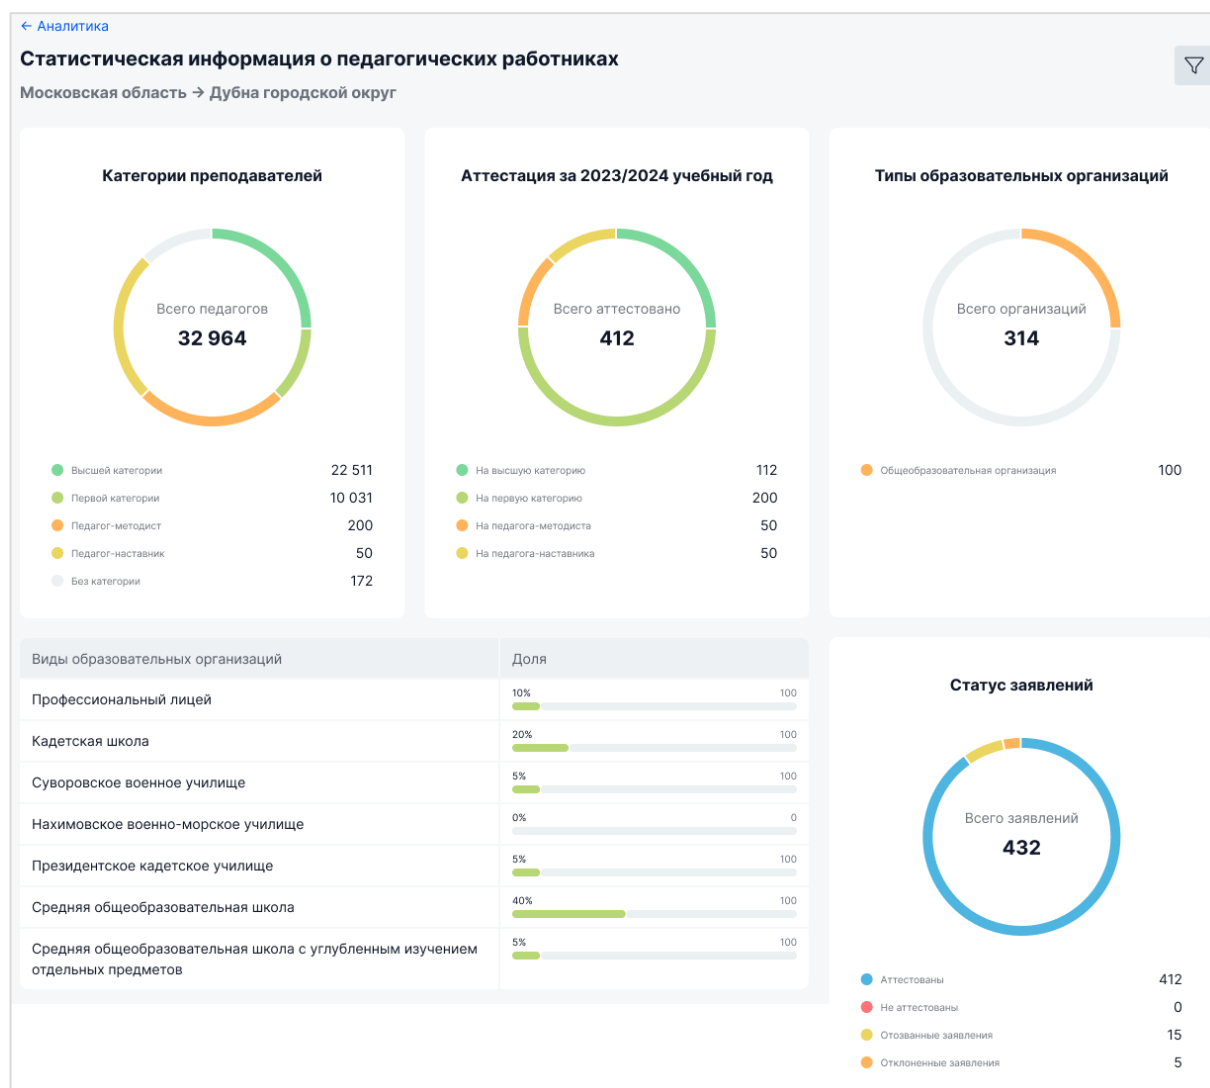 ← Аналитика
Статистическая информация о педагогических работниках
Московская область → Дубна городской округ
Категории преподавателей
Всего педагогов
32 964
Высшей категории 22 511
Первой категории 10 031
Педагог-методист 200
Педагог-наставник 50
Без категории 172
Аттестация за 2023/2024 учебный год
Всего аттестовано
412
На высшую категорию 112
На первую категорию 200
На педагога-методиста 50
На педагога-наставника 50
Типы образовательных организаций
Всего организаций
314
Общеобразовательная организация 100
Виды образовательных организаций Доля
Профессиональный лицей 10% 100
Кадетская школа 20% 100
Суворовское военное училище 5% 100
Нахимовское военно-морское училище 0% 0
Президентское кадетское училище 5% 100
Средняя общеобразовательная школа 40% 100
Средняя общеобразовательная школа с углубленным изучением 5% 100
отдельных предметов
Статус заявлений
Всего заявлений
432
Аттестованы 412
Не аттестованы 0
Отозванные заявления 15
Отклоненные заявления 5